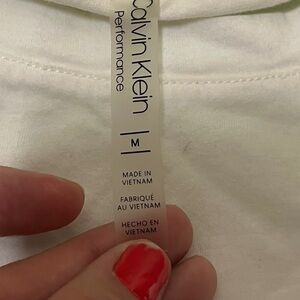 Calvin Klein
Performance
M
MADE IN
VIETNAM
FABRIQUÉ
AU VIETNAM
HECHO EN
VIETNAM